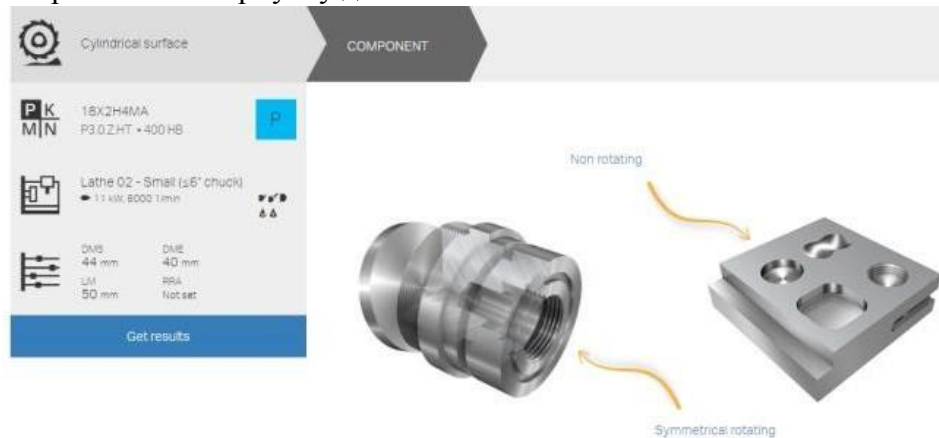 Cylindrical surface
COMPONENT
P K
M N
18X2H4MA
P3.0.Z.HT • 400 HB
P
Non rotating
Lathe 02 - Small (≤6" chuck)
11 kW, 6000 1/min
DMB
DME
44 mm
40 mm
LM
RRA
50 mm
Not set
Get results
Symmetrical rotating